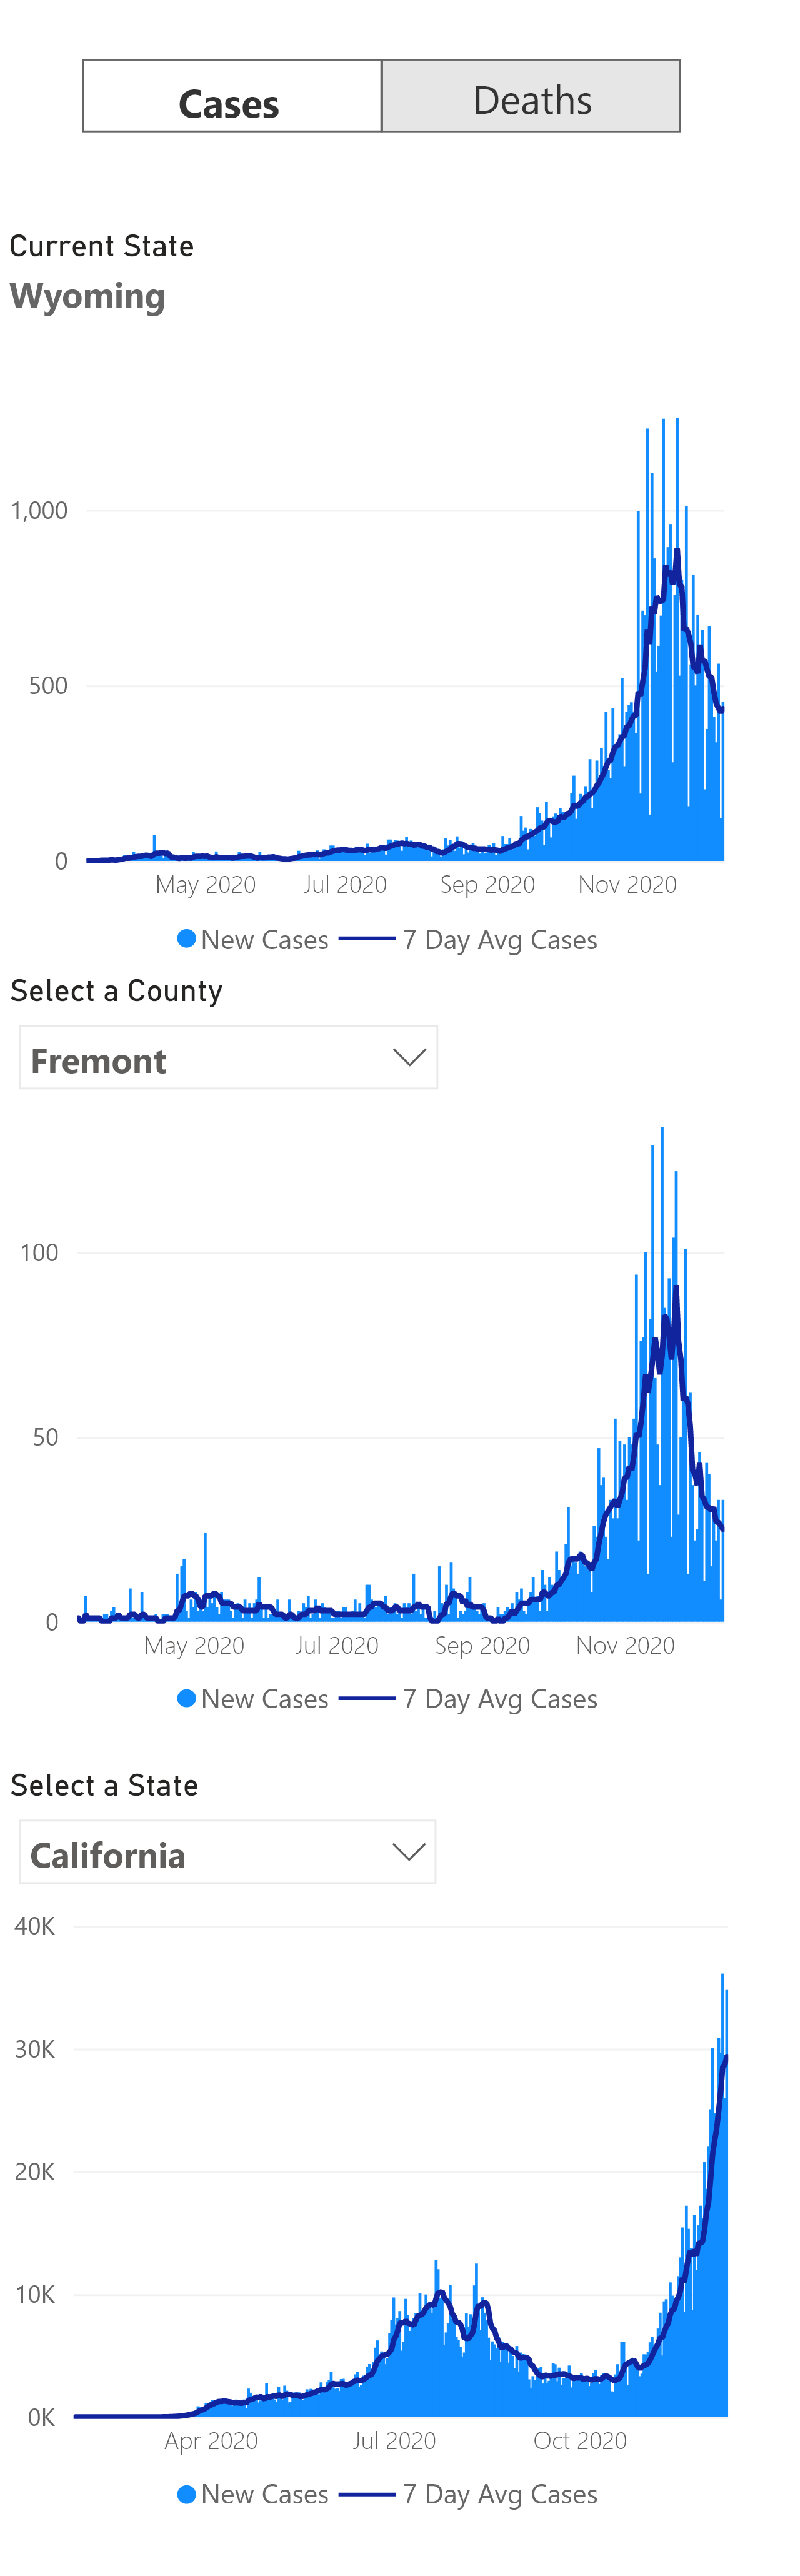 Cases Deaths
Current State
Wyoming
1,000
500
0
May 2020 Jul 2020 Sep 2020 Nov 2020
New Cases 7 Day Avg Cases
Select a County
Fremont
100
50
0
May 2020 Jul 2020 Sep 2020 Nov 2020
New Cases 7 Day Avg Cases
Select a State
California
40K
30K
20K
10K
0K
Apr 2020 Jul 2020 Oct 2020
New Cases 7 Day Avg Cases